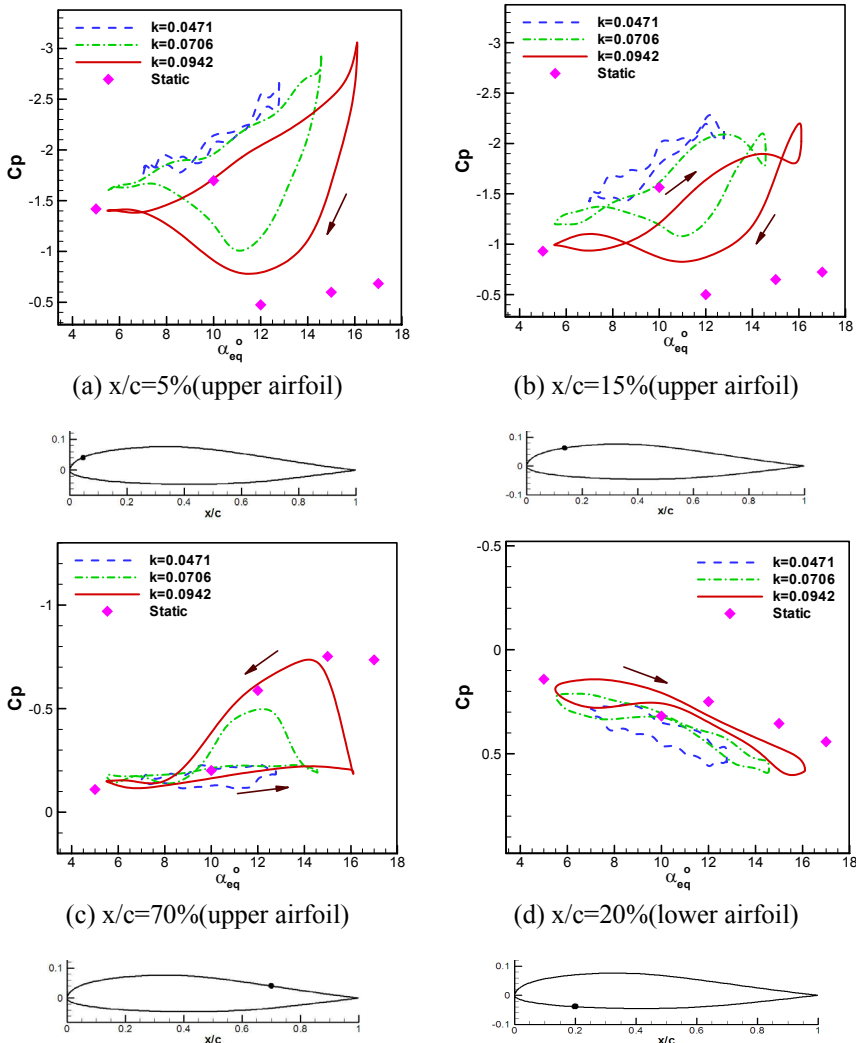 k=0.0471
k=0.0706
k=0.0942
Static
-3
-2.5
-2
-1.5
-1
-0.5
Cp
4 6 8 10 12 14 16 18
α eq o
(a) x/c=5%(upper airfoil)
k=0.0471
k=0.0706
k=0.0942
Static
-3
-2.5
-2
-1.5
-1
-0.5
Cp
4 6 8 10 12 14 16 18
α eq o
(b) x/c=15%(upper airfoil)
0.1
0
0 0.2 0.4 0.6 0.8 1
x/c
0.1
0
-0.1
0 0.2 0.4 0.6 0.8 1
x/c
k=0.0471
k=0.0706
k=0.0942
Static
-1
-0.5
0
Cp
4 6 8 10 12 14 16 18
α eq o
(c) x/c=70%(upper airfoil)
k=0.0471
k=0.0706
k=0.0942
Static
-0.5
0
0.5
Cp
4 6 8 10 12 14 16 18
α eq o
(d) x/c=20%(lower airfoil)
0.1
0
0 0.2 0.4 0.6 0.8 1
x/c
0.1
0
-0.1
0 0.2 0.4 0.6 0.8 1
x/c